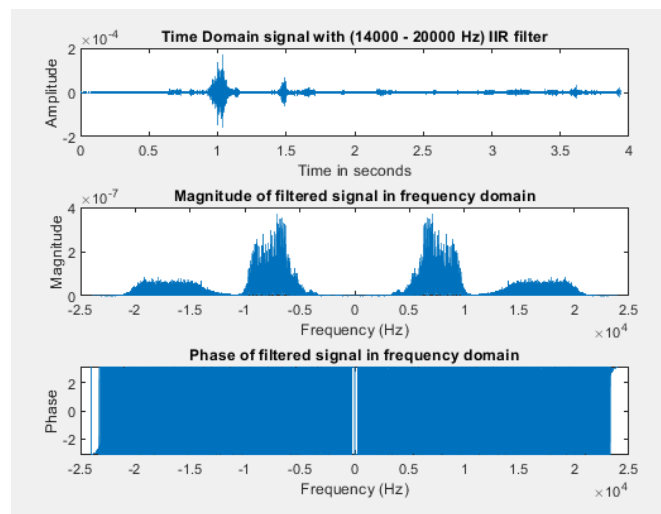 Time Domain signal with (14000 - 20000 Hz) IIR filter
×10⁻⁴
2
0
-2
Amplitude
0 0.5 1 1.5 2 2.5 3 3.5 4
Time in seconds
Magnitude of filtered signal in frequency domain
×10⁻⁷
4
2
0
Magnitude
-2.5 -2 -1.5 -1 -0.5 0 0.5 1 1.5 2 2.5
Frequency (Hz)
×10⁴
Phase of filtered signal in frequency domain
2
0
-2
Phase
-2.5 -2 -1.5 -1 -0.5 0 0.5 1 1.5 2 2.5
Frequency (Hz)
×10⁴